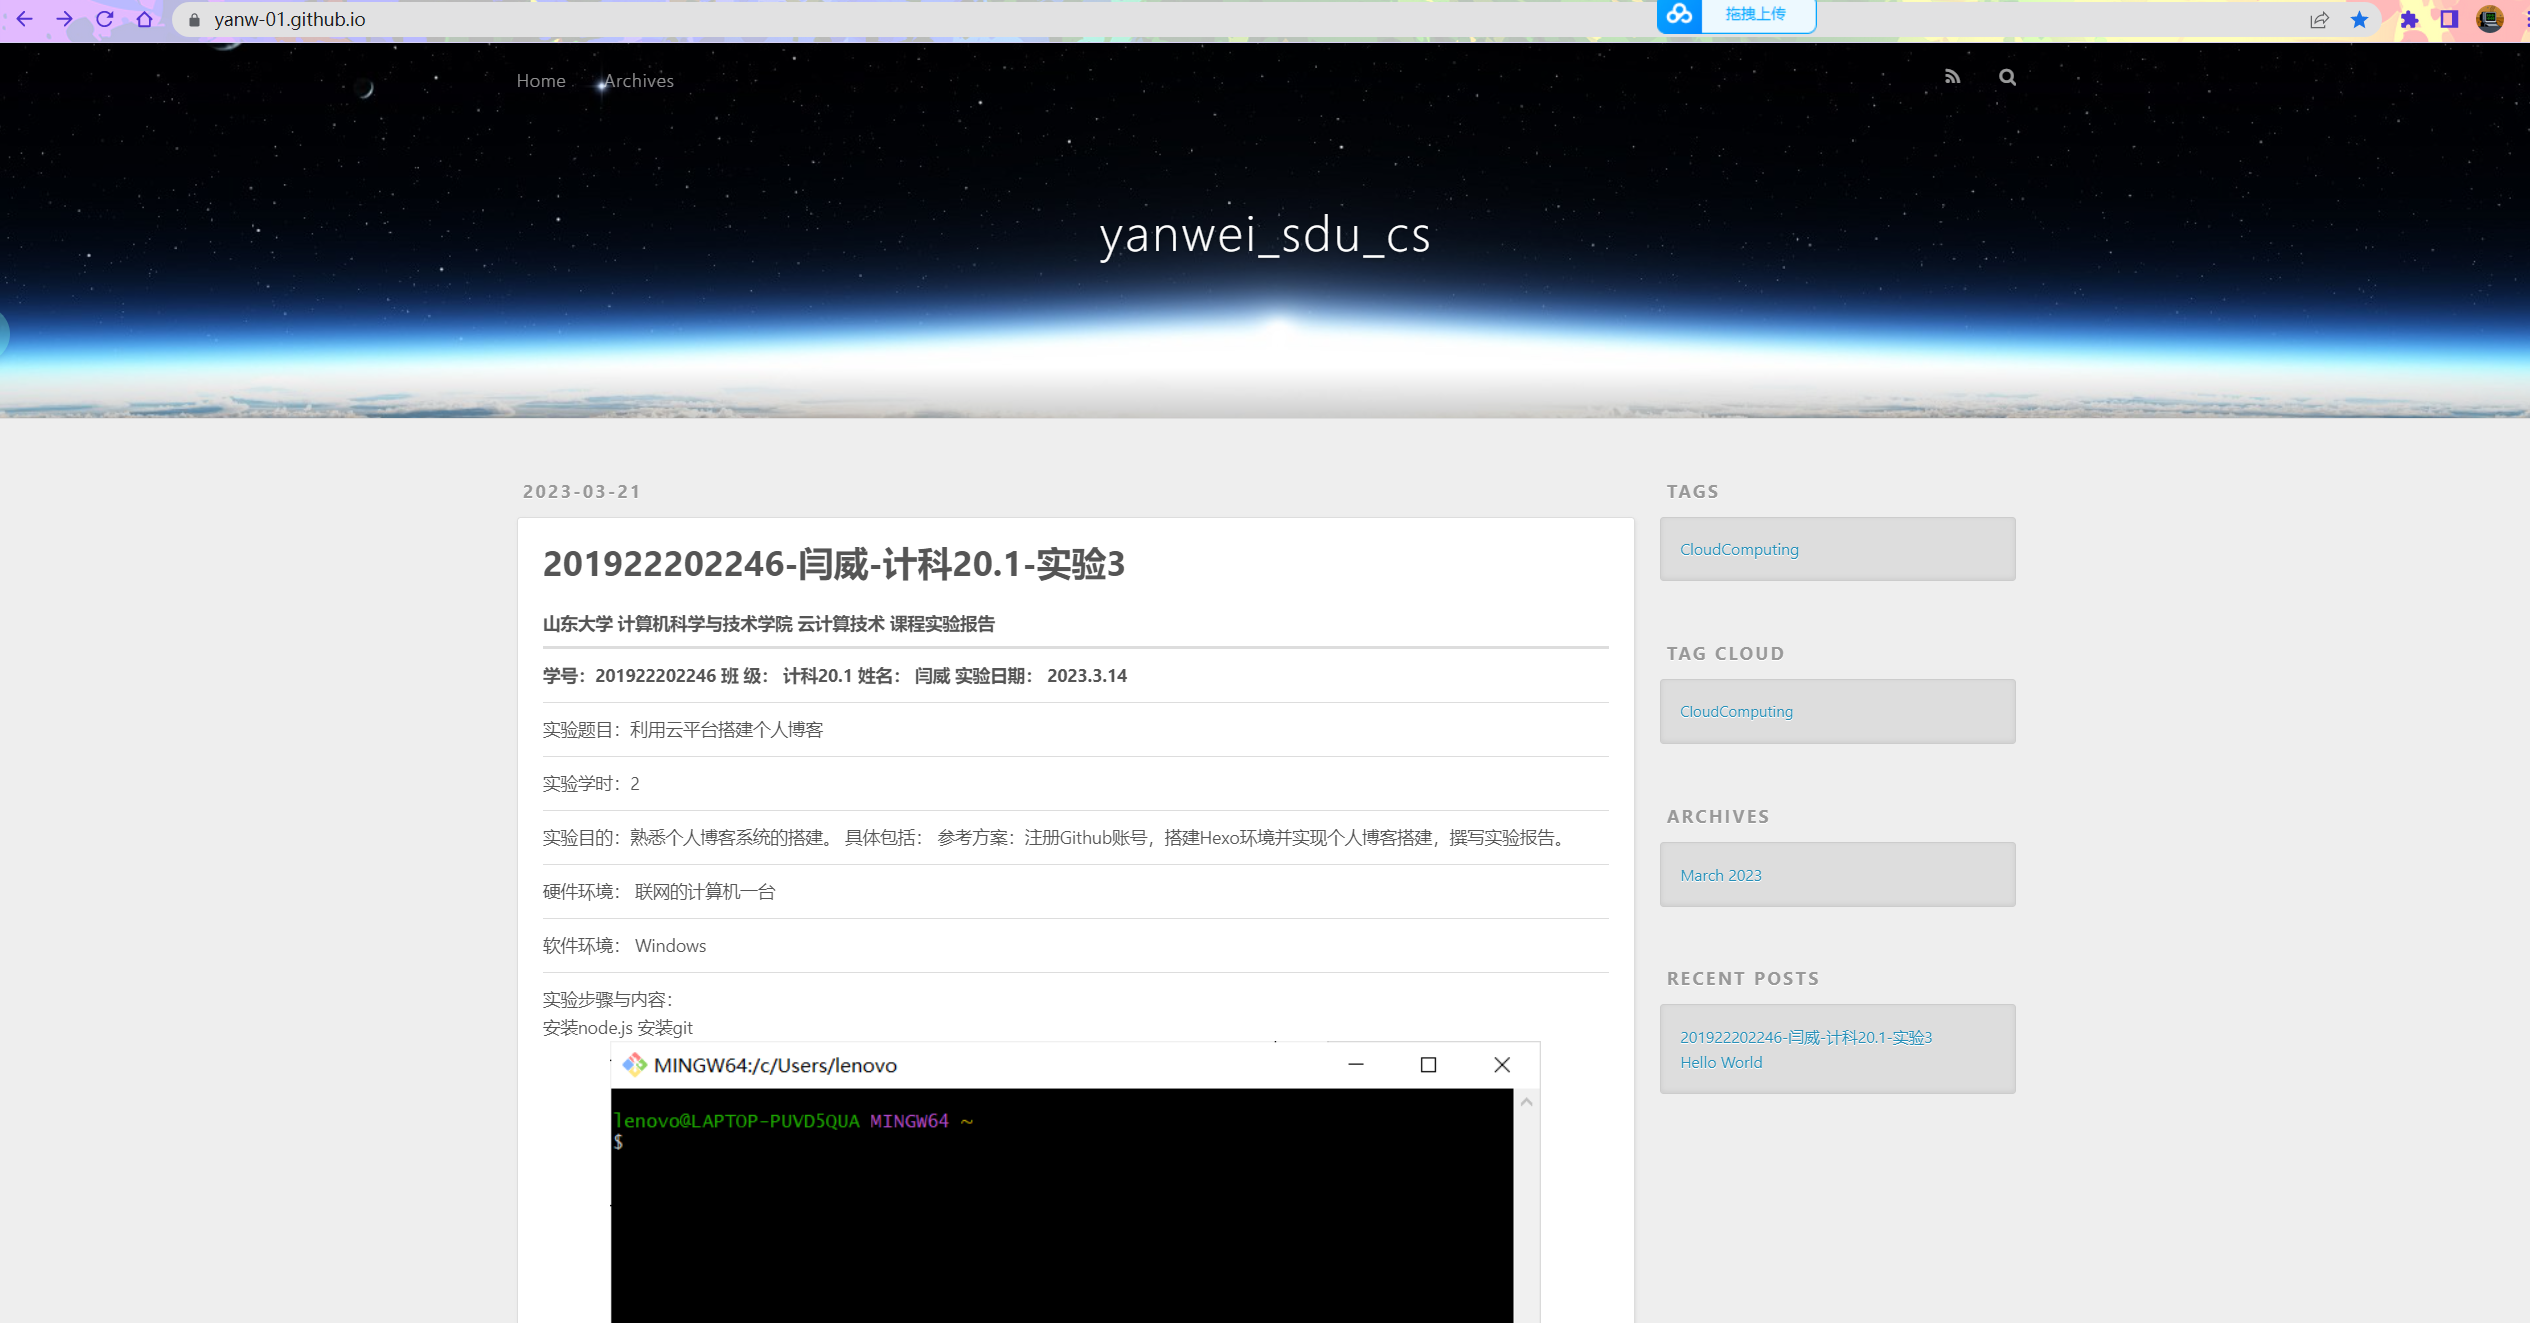 yanw-01.github.io
拖拽上传
Home Archives
yanwei_sdu_cs
2023-03-21
201922202246-闫威-计科20.1-实验3
山东大学 计算机科学与技术学院 云计算技术 课程实验报告
学号：201922202246 班 级： 计科20.1 姓名： 闫威 实验日期： 2023.3.14
实验题目：利用云平台搭建个人博客
实验学时：2
实验目的：熟悉个人博客系统的搭建。 具体包括： 参考方案：注册Github账号，搭建Hexo环境并实现个人博客搭建，撰写实验报告。
硬件环境： 联网的计算机一台
软件环境： Windows
实验步骤与内容：
安装node.js 安装git
MINGW64:/c/Users/lenovo
lenovo@LAPTOP-PUVD5QUA MINGW64 ~
$
TAGS
CloudComputing
TAG CLOUD
CloudComputing
ARCHIVES
March 2023
RECENT POSTS
201922202246-闫威-计科20.1-实验3
Hello World